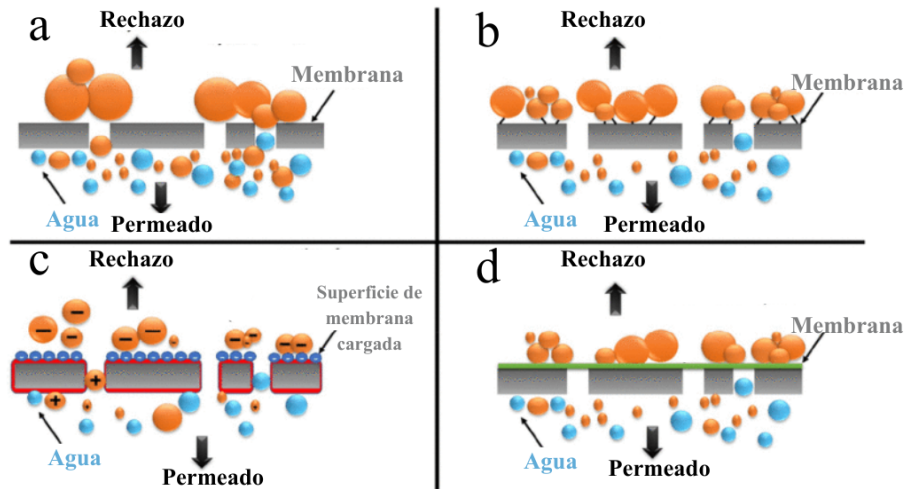 a
Rechazo
Membrana
Agua
Permeado
b
Rechazo
Membrana
Agua
Permeado
c
Rechazo
Superficie de
membrana
cargada
− − − − − − − −
+
+
Agua
Permeado
d
Rechazo
Membrana
Agua
Permeado